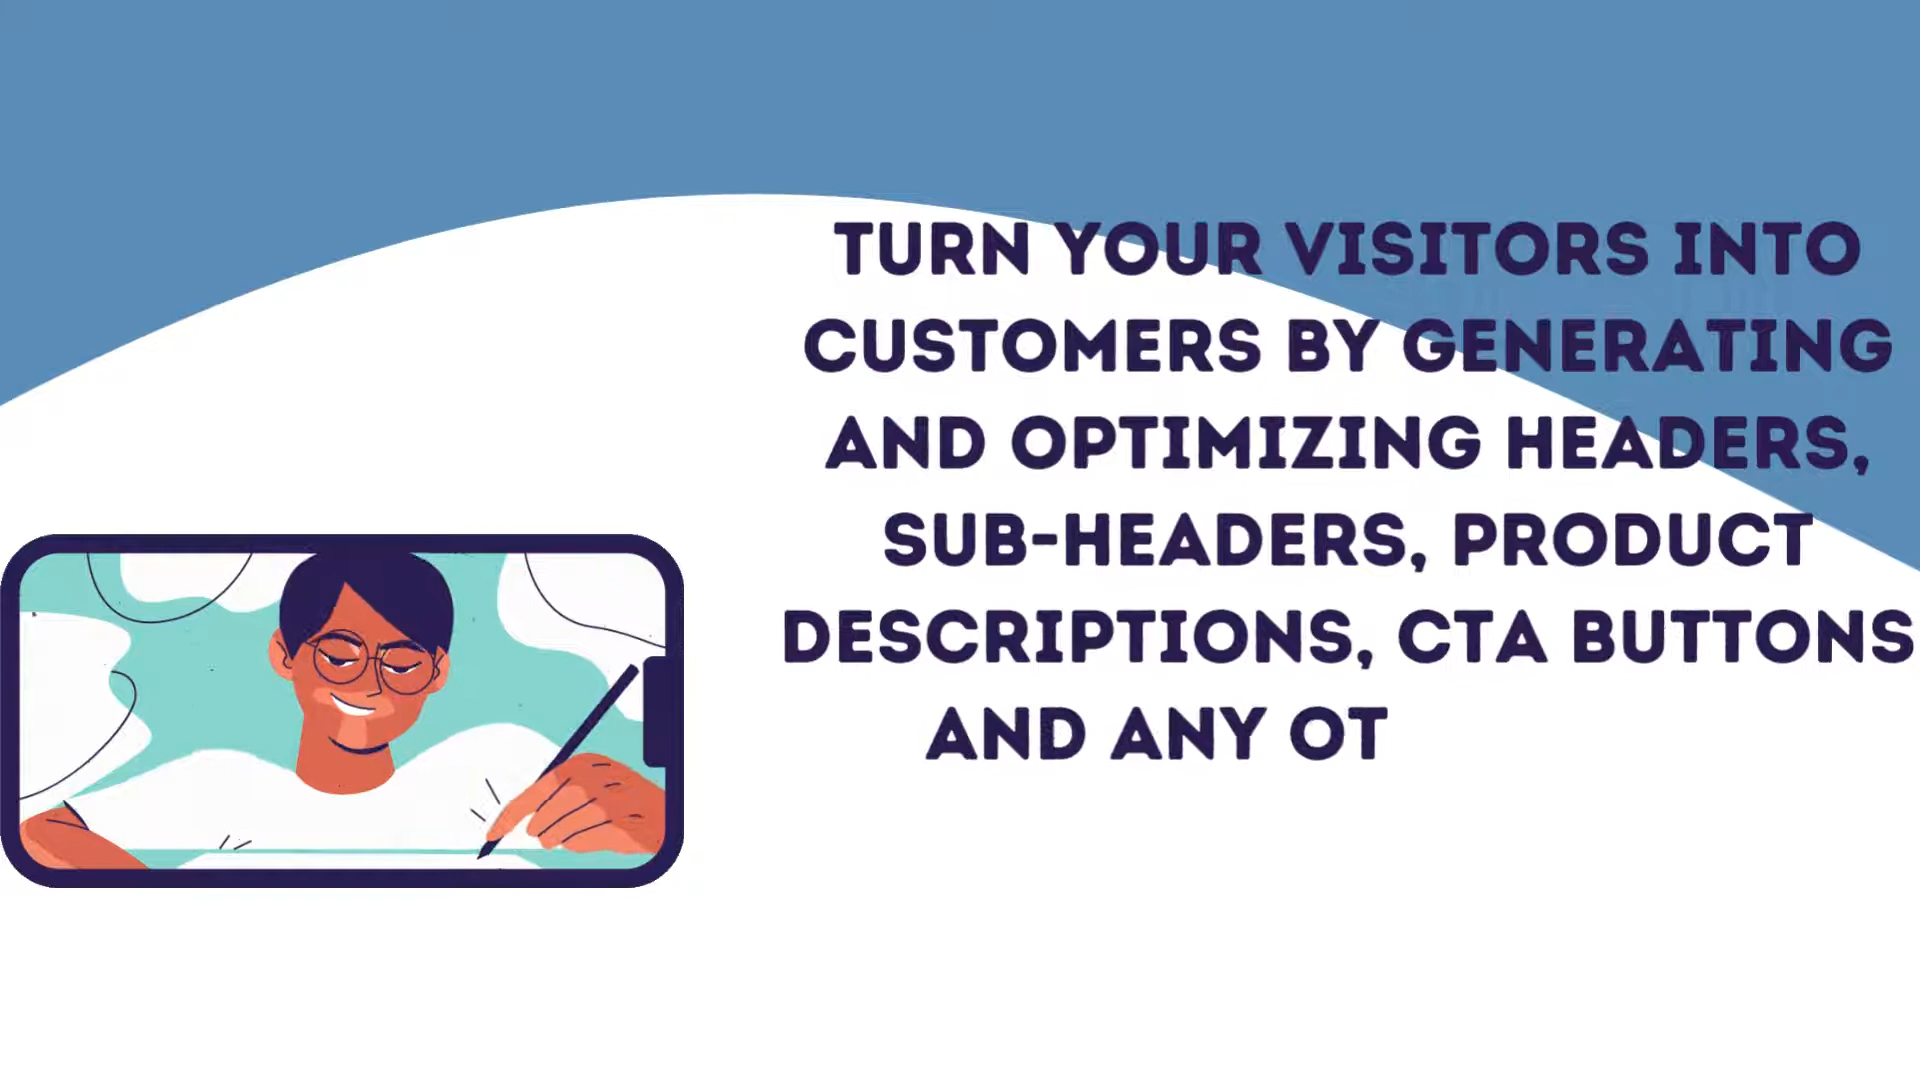 TURN YOUR VISITORS INTO
CUSTOMERS BY GENERATING
AND OPTIMIZING HEADERS,
SUB-HEADERS, PRODUCT
DESCRIPTIONS, CTA BUTTONS
AND ANY OT